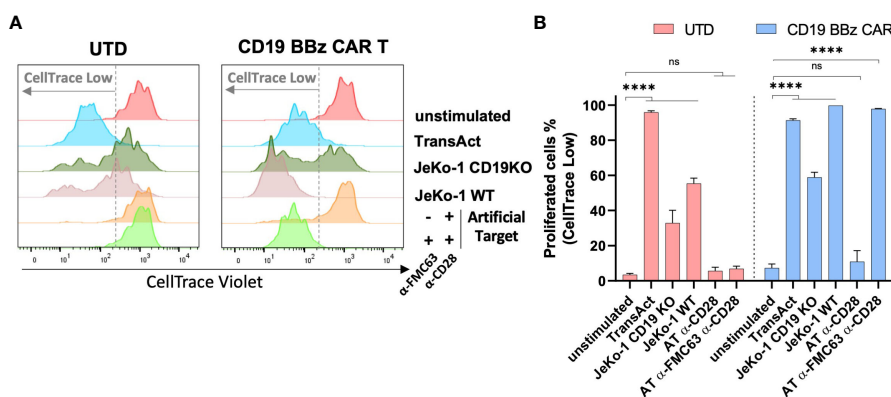 A
UTD
CD19 BBz CAR T
CellTrace Low
CellTrace Low
unstimulated
TransAct
JeKo-1 CD19KO
JeKo-1 WT
- +
+ +
Artificial
Target
α-FMC63
α-CD28
0 10¹ 10² 10³ 10⁴
0 10¹ 10² 10³ 10⁴
CellTrace Violet
B
UTD
CD19 BBz CAR
ns
****
****
ns
****
Proliferated cells %
(CellTrace Low)
100
80
60
40
20
0
unstimulated
TransAct
JeKo-1 CD19 KO
JeKo-1 WT
AT α-CD28
AT α-FMC63 α-CD28
unstimulated
TransAct
JeKo-1 CD19 KO
JeKo-1 WT
AT α-CD28
AT α-FMC63 α-CD28